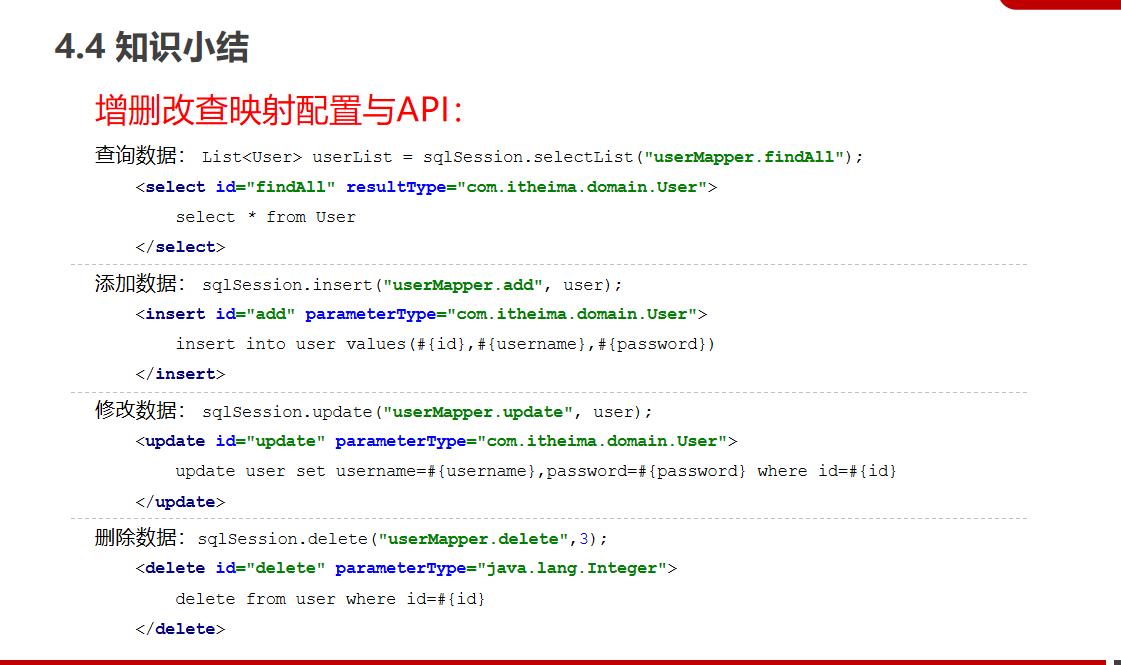 4.4 知识小结
增删改查映射配置与API：
查询数据： List<User> userList = sqlSession.selectList("userMapper.findAll");
<select id="findAll" resultType="com.itheima.domain.User">
select * from User
</select>
添加数据： sqlSession.insert("userMapper.add", user);
<insert id="add" parameterType="com.itheima.domain.User">
insert into user values(#{id},#{username},#{password})
</insert>
修改数据： sqlSession.update("userMapper.update", user);
<update id="update" parameterType="com.itheima.domain.User">
update user set username=#{username},password=#{password} where id=#{id}
</update>
删除数据：sqlSession.delete("userMapper.delete",3);
<delete id="delete" parameterType="java.lang.Integer">
delete from user where id=#{id}
</delete>